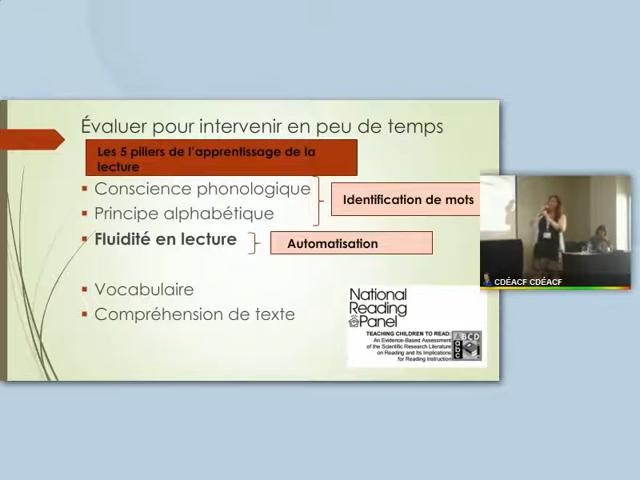 Évaluer pour intervenir en peu de temps
Les 5 piliers de l'apprentissage de la
lecture
Conscience phonologique
Principe alphabétique
Identification de mots
Fluidité en lecture
Automatisation
Vocabulaire
Compréhension de texte
National
Reading
Panel
TEACHING CHILDREN TO READ:
An Evidence-Based Assessment
of the Scientific Research Literature
on Reading and Its Implications
for Reading Instruction
CDÉACF CDÉACF